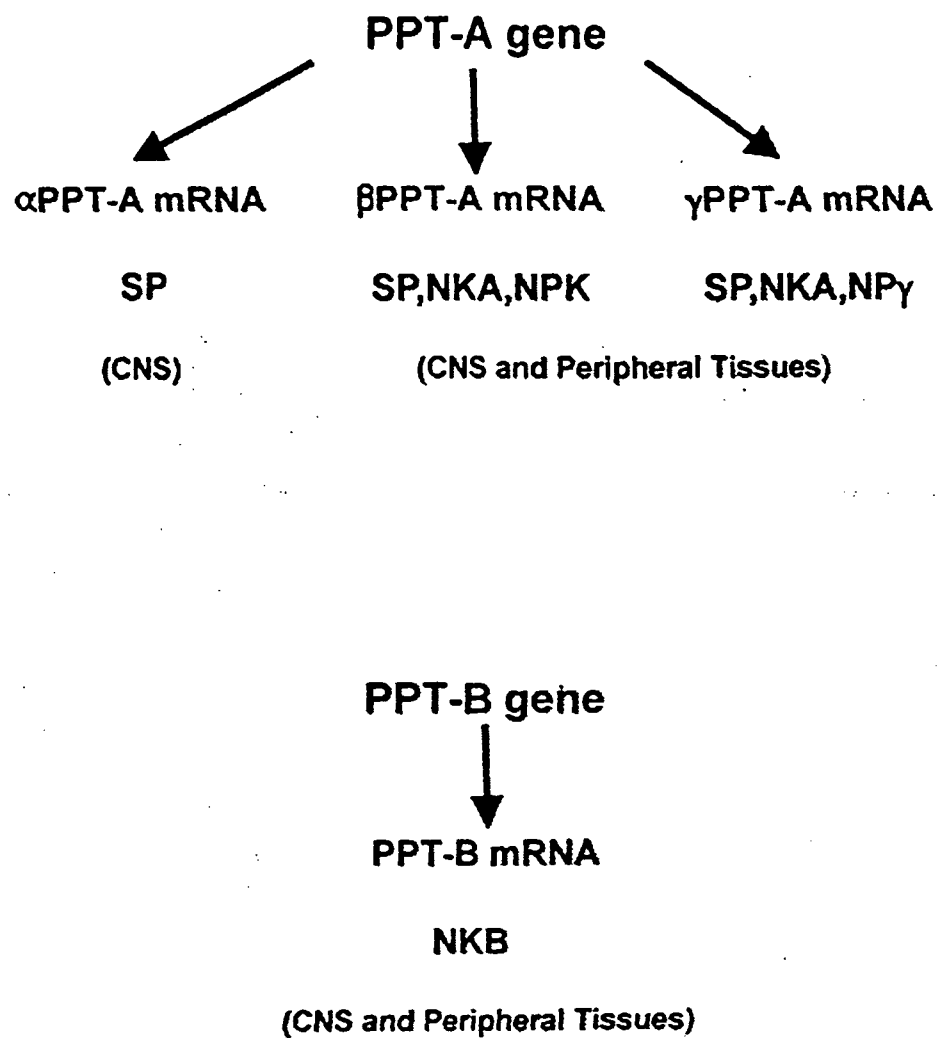 PPT-A gene
αPPT-A mRNA βPPT-A mRNA γPPT-A mRNA
SP SP,NKA,NPK SP,NKA,NPγ
(CNS) (CNS and Peripheral Tissues)
PPT-B gene
PPT-B mRNA
NKB
(CNS and Peripheral Tissues)